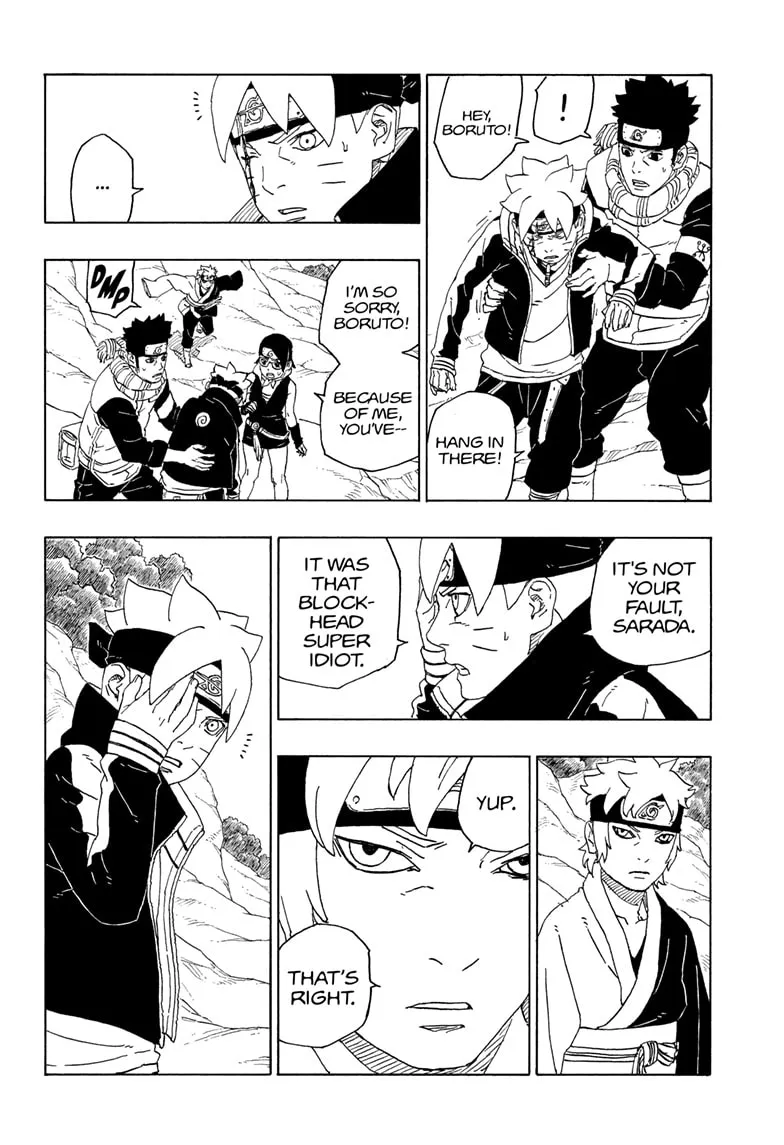 !
HEY,
BORUTO!
HANG IN
THERE!
...
I'M SO
SORRY,
BORUTO!
BECAUSE
OF ME,
YOU'VE--
DMP
IT'S NOT
YOUR
FAULT,
SARADA.
IT WAS
THAT
BLOCK-
HEAD
SUPER
IDIOT.
YUP.
THAT'S
RIGHT.